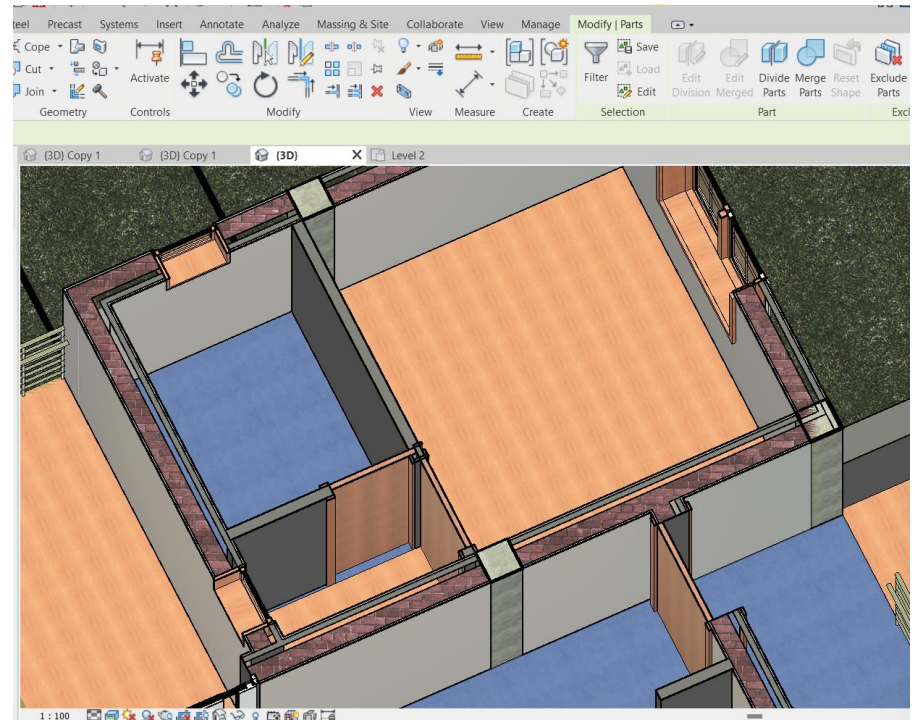 Precast Systems Insert Annotate Analyze Massing & Site Collaborate View Manage Modify | Parts
Cope
Cut
Join
Activate
Filter
Save
Load
Edit
Edit Division
Edit Merged
Divide Parts
Merge Parts
Reset Shape
Exclude Parts
Geometry Controls Modify View Measure Create Selection Part
{3D} Copy 1 {3D} Copy 1 {3D} X Level 2
1 : 100